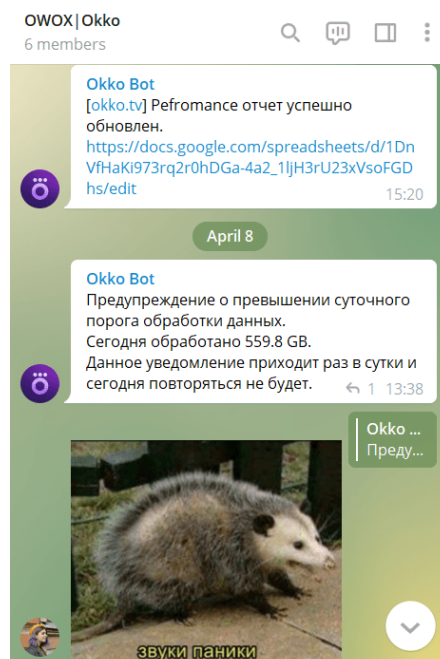 OWOX|Okko
6 members
Okko Bot
[okko.tv] Pefromance отчет успешно
обновлен.
https://docs.google.com/spreadsheets/d/1Dn
VfHaKi973rq2r0hDGa-4a2_1ljH3rU23xVsoFGD
hs/edit
15:20
April 8
Okko Bot
Предупреждение о превышении суточного
порога обработки данных.
Сегодня обработано 559.8 GB.
Данное уведомление приходит раз в сутки и
сегодня повторяться не будет.
1 13:38
Okko ...
Преду...
звуки паники